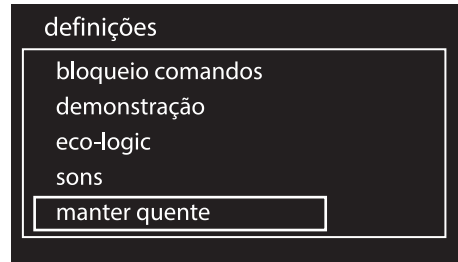 definições
bloqueio comandos
demonstração
eco-logic
sons
manter quente